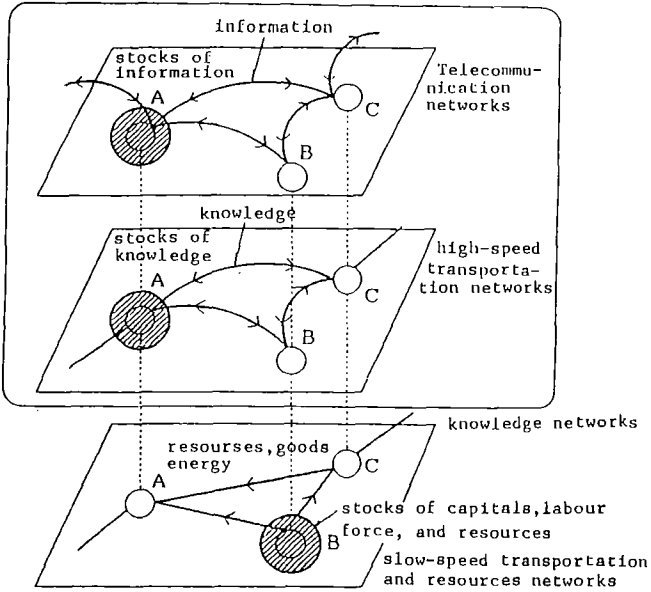 information
stocks of
information
A
C
B
Telecommu-
nication
networks
knowledge
stocks of
knowledge
A
C
B
high-speed
transporta-
tion networks
knowledge networks
resourses,goods
energy
A
C
B
stocks of capitals,labour
force, and resources
slow-speed transportation
and resources networks